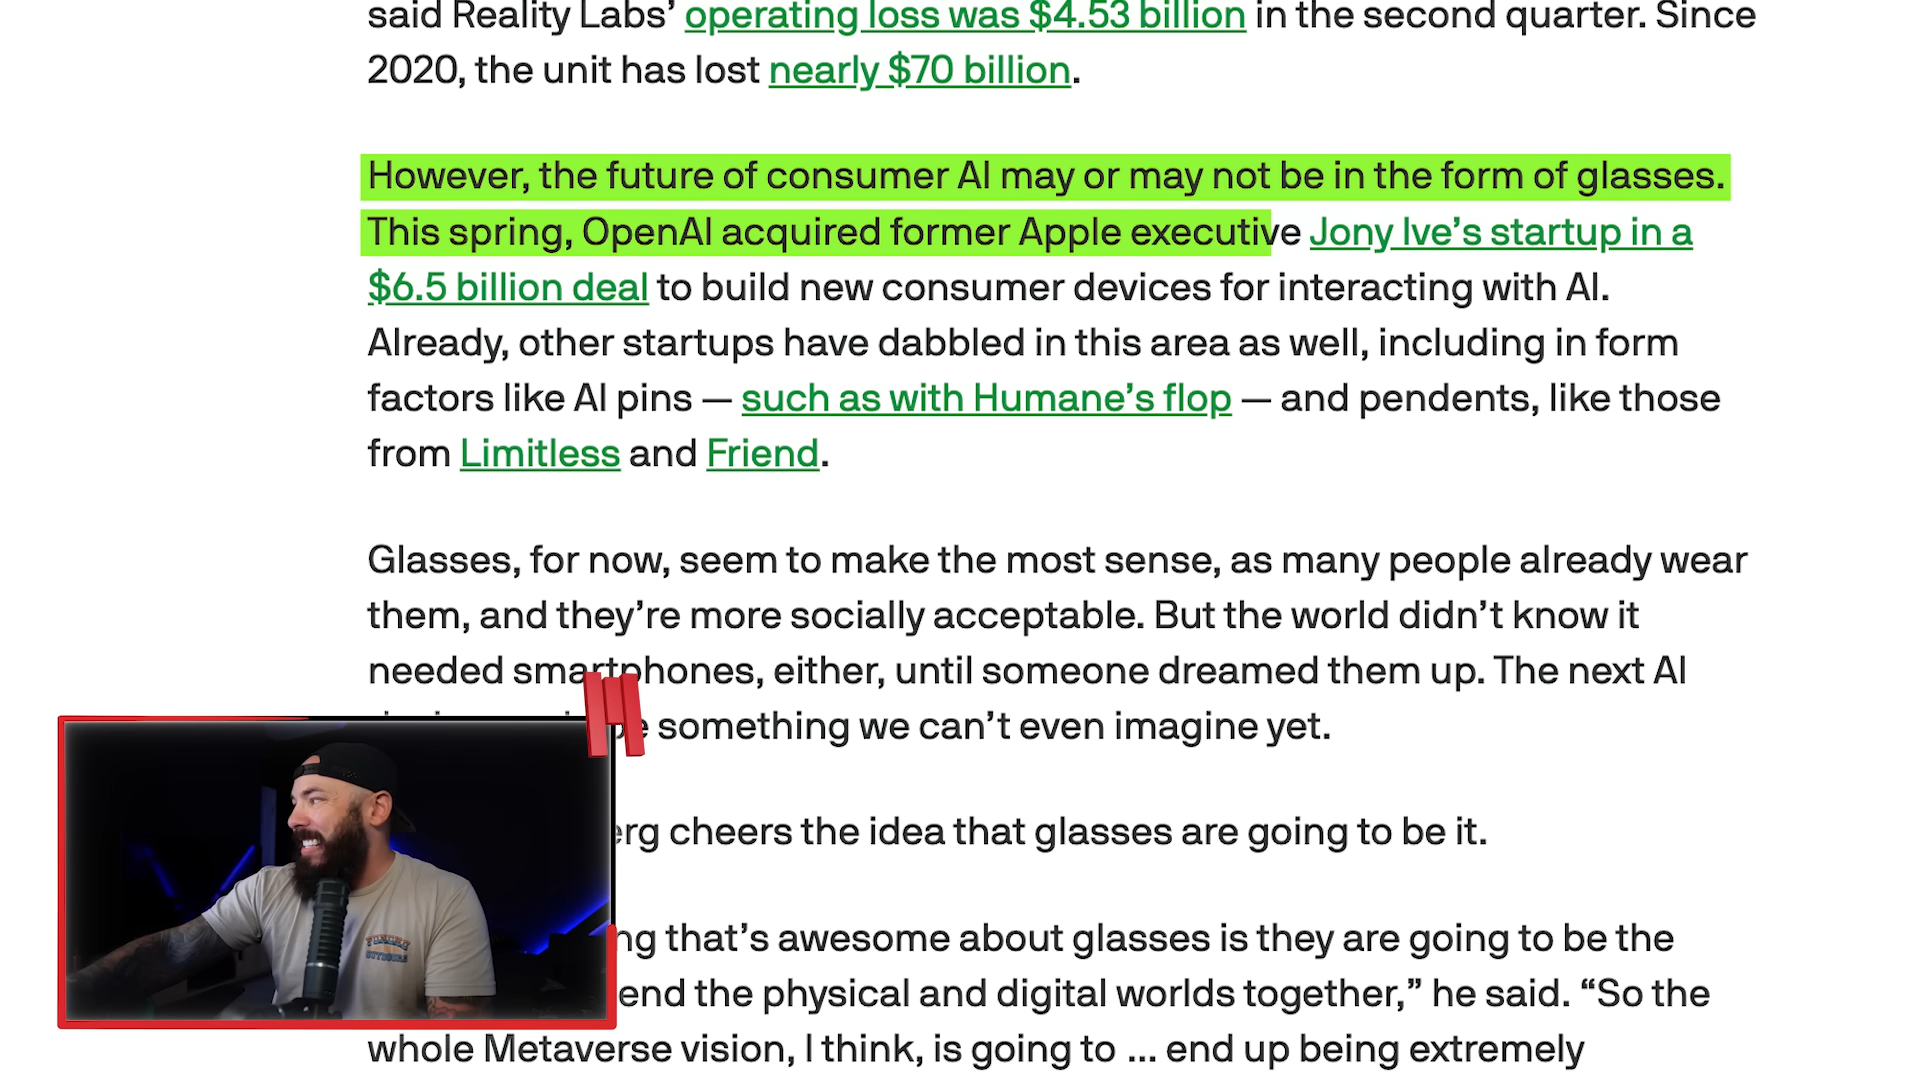 said Reality Labs’ operating loss was $4.53 billion in the second quarter. Since
2020, the unit has lost nearly $70 billion.
However, the future of consumer AI may or may not be in the form of glasses.
This spring, OpenAI acquired former Apple executive Jony Ive’s startup in a
$6.5 billion deal to build new consumer devices for interacting with AI.
Already, other startups have dabbled in this area as well, including in form
factors like AI pins — such as with Humane’s flop — and pendents, like those
from Limitless and Friend.
Glasses, for now, seem to make the most sense, as many people already wear
them, and they’re more socially acceptable. But the world didn’t know it
needed smartphones, either, until someone dreamed them up. The next AI
something we can’t even imagine yet.
erg cheers the idea that glasses are going to be it.
ng that’s awesome about glasses is they are going to be the
end the physical and digital worlds together,” he said. “So the
whole Metaverse vision, I think, is going to ... end up being extremely